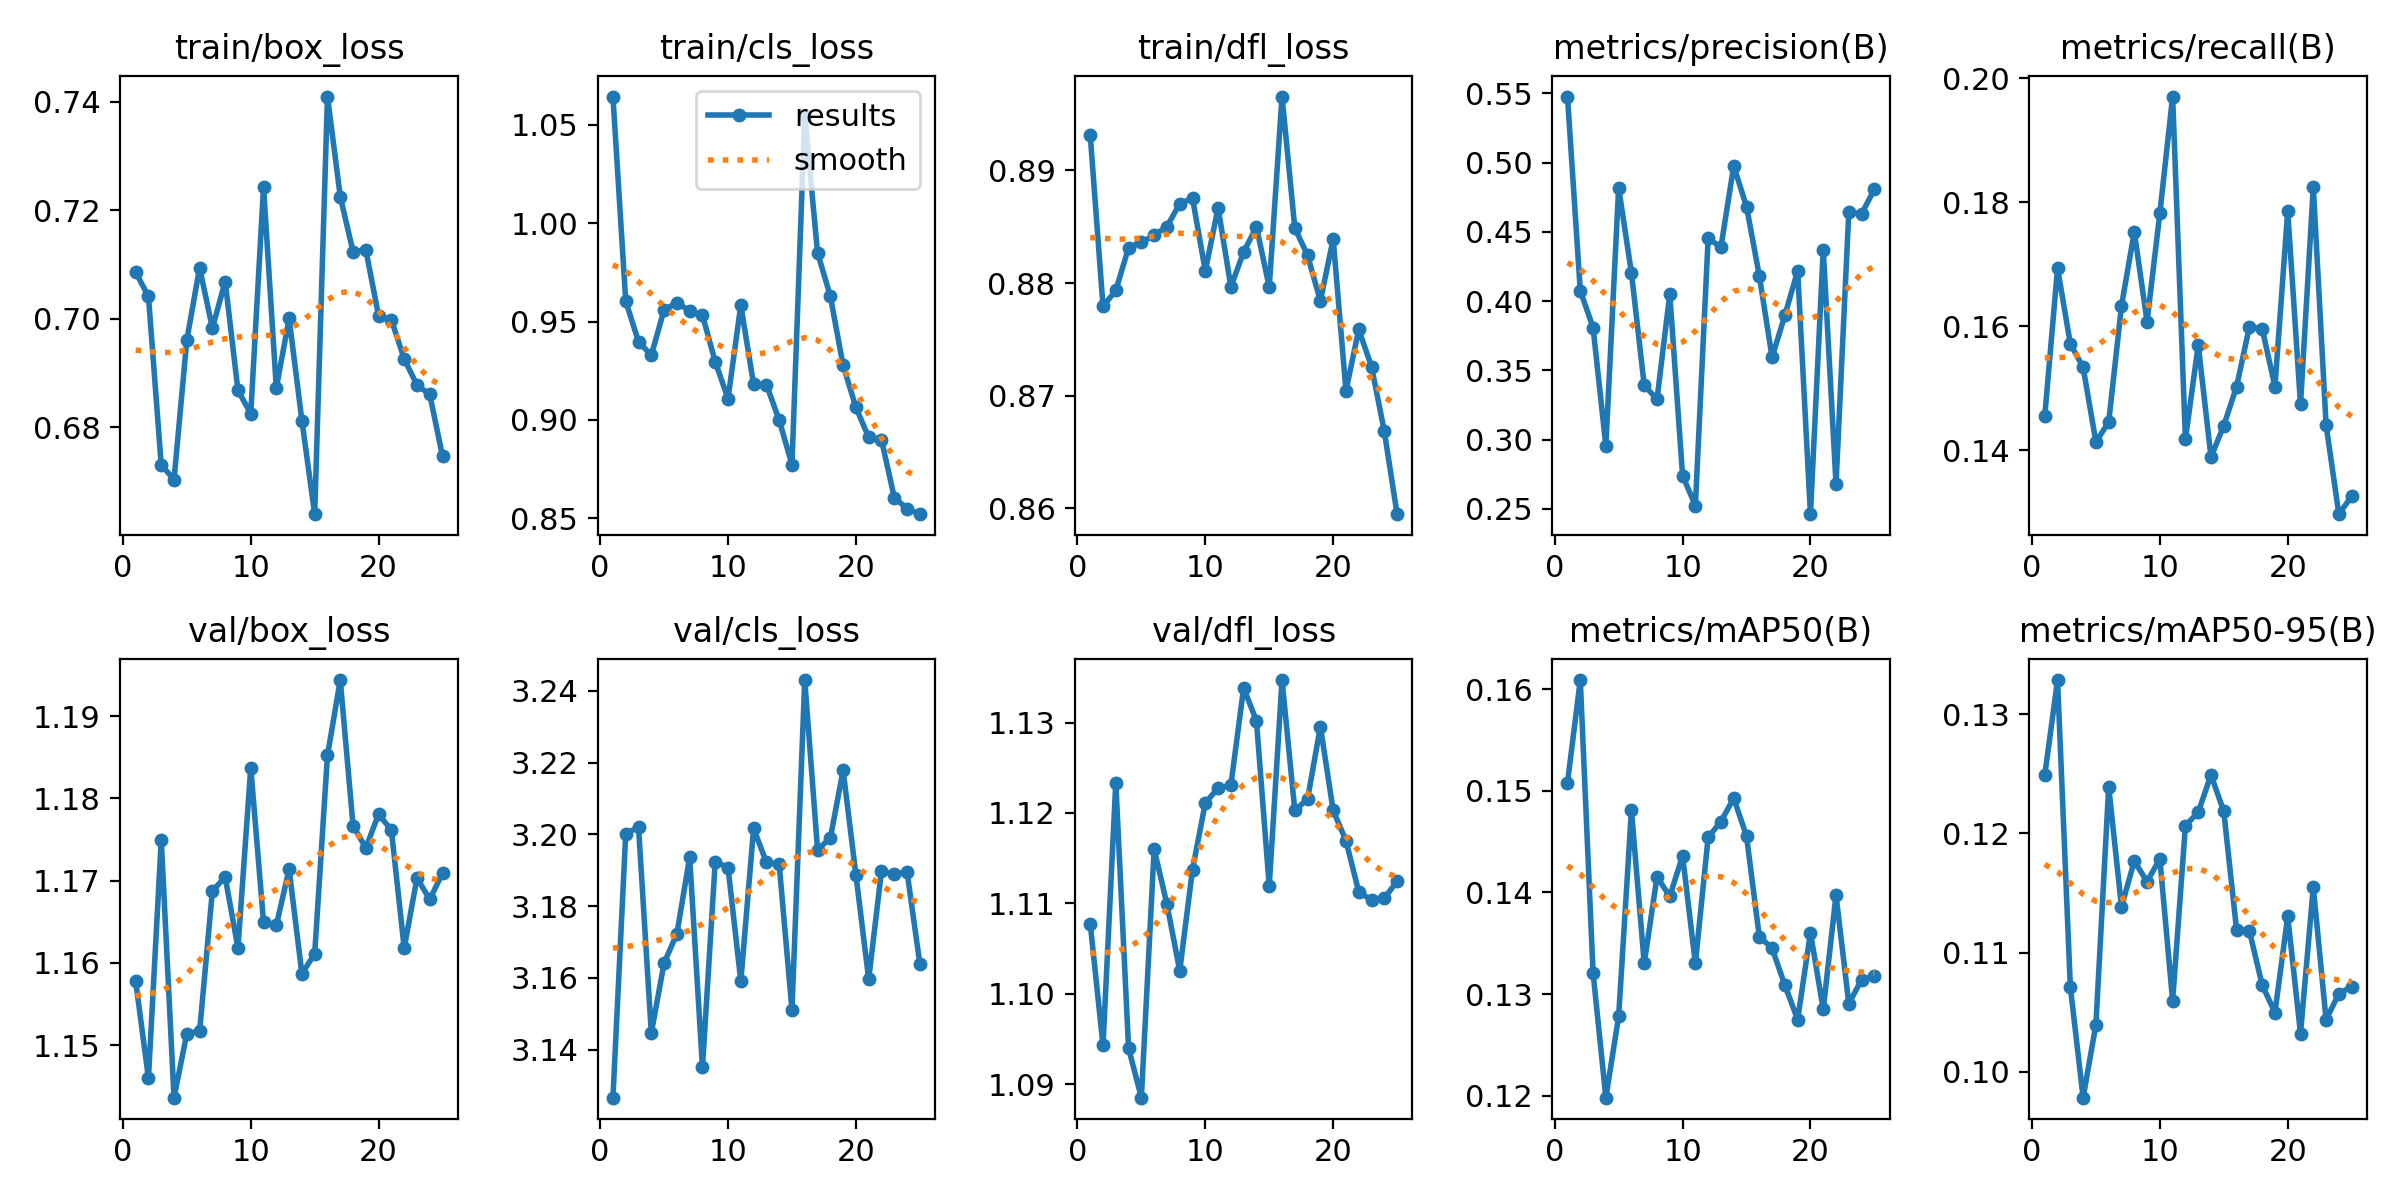 train/box_loss
0.74
0.72
0.70
0.68
0 10 20
train/cls_loss
results
smooth
1.05
1.00
0.95
0.90
0.85
0 10 20
train/dfl_loss
0.89
0.88
0.87
0.86
0 10 20
metrics/precision(B)
0.55
0.50
0.45
0.40
0.35
0.30
0.25
0 10 20
metrics/recall(B)
0.20
0.18
0.16
0.14
0 10 20
val/box_loss
1.19
1.18
1.17
1.16
1.15
0 10 20
val/cls_loss
3.24
3.22
3.20
3.18
3.16
3.14
0 10 20
val/dfl_loss
1.13
1.12
1.11
1.10
1.09
0 10 20
metrics/mAP50(B)
0.16
0.15
0.14
0.13
0.12
0 10 20
metrics/mAP50-95(B)
0.13
0.12
0.11
0.10
0 10 20